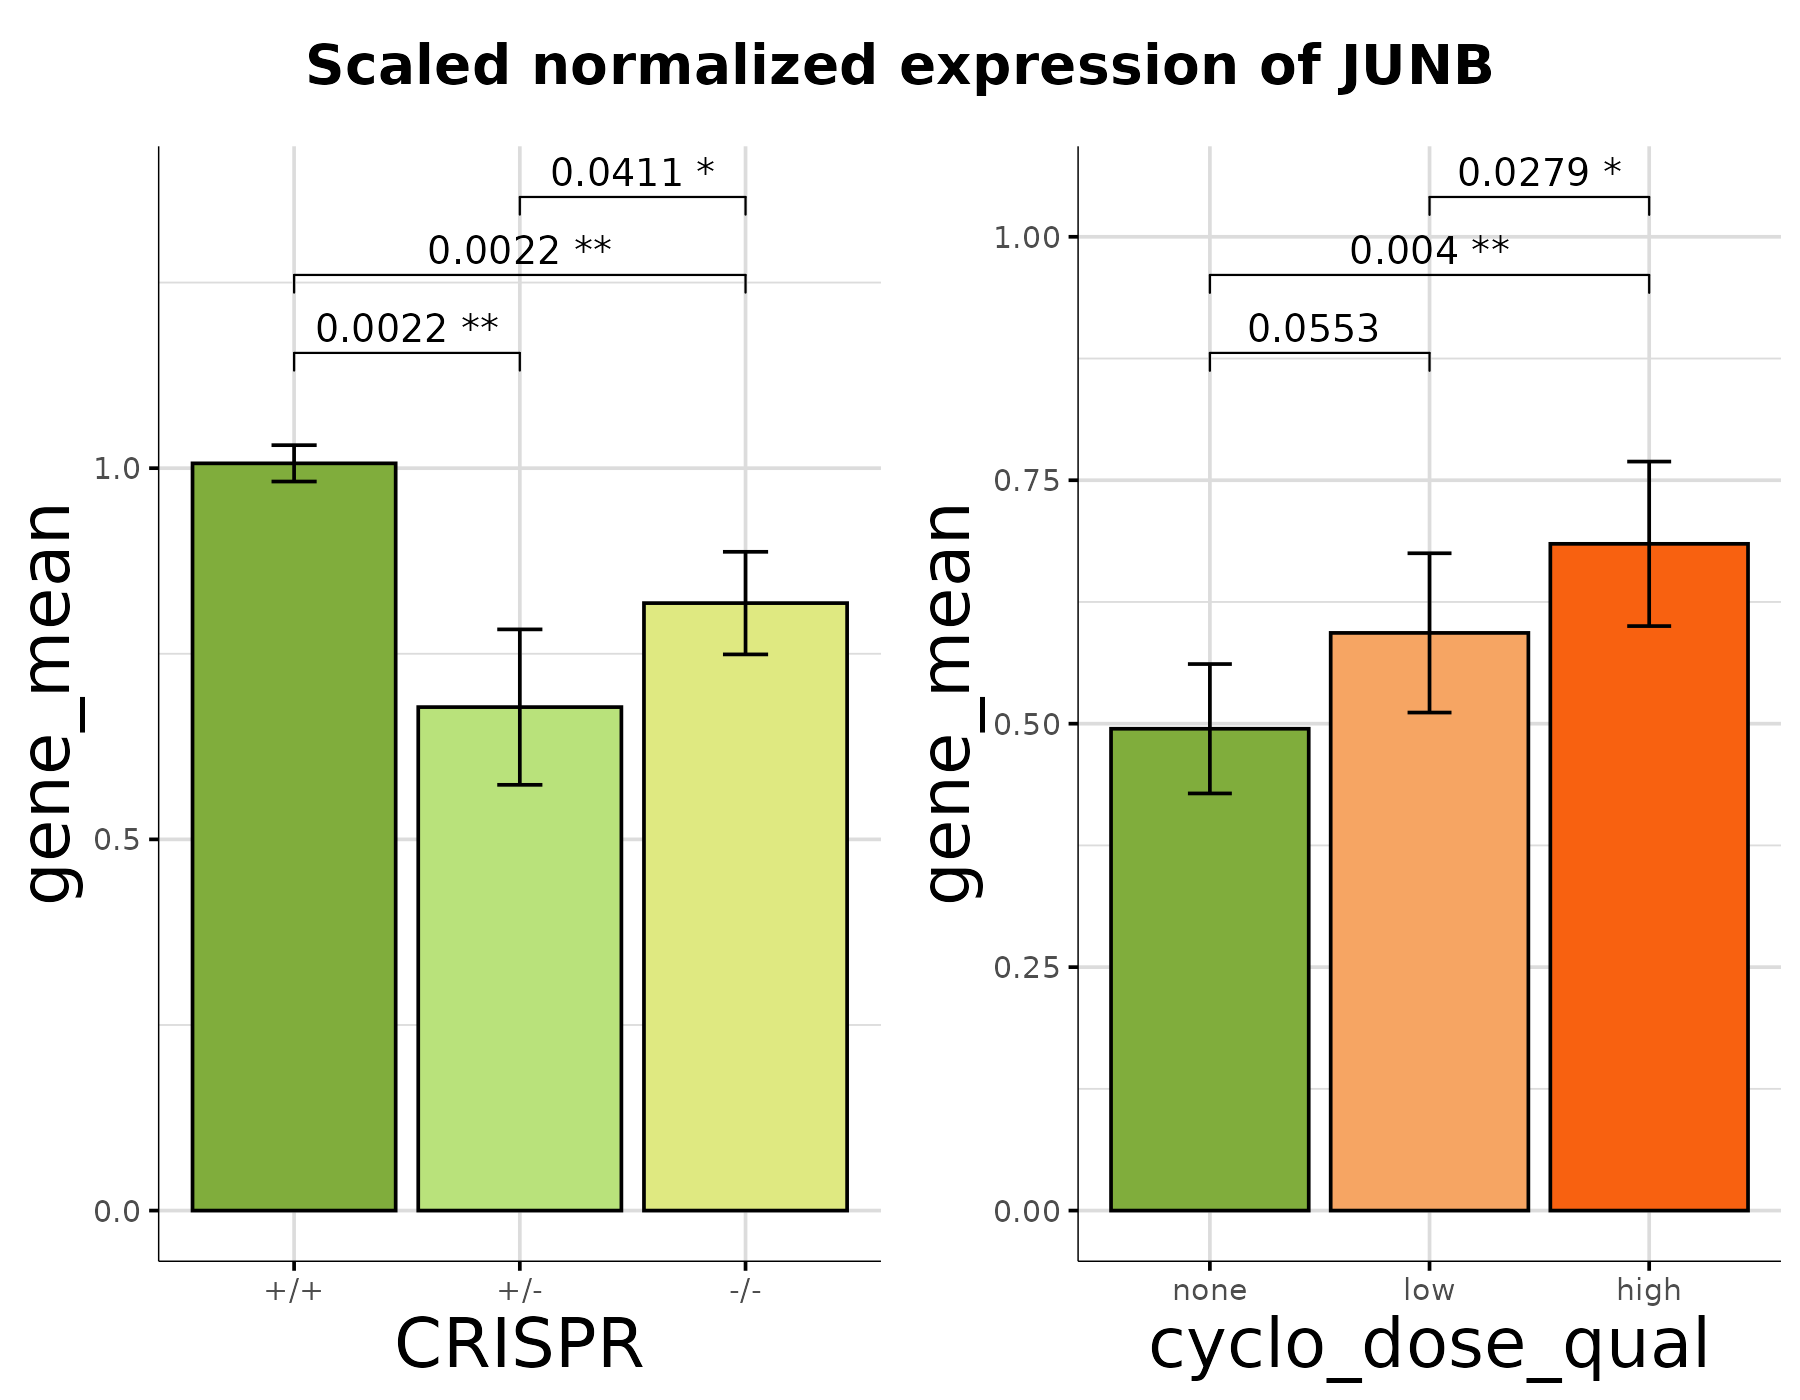 Scaled normalized expression of JUNB
0.0411 *
0.0022 **
0.0022 **
1.0
0.5
0.0
gene_mean
+/+ +/- -/-
CRISPR
0.0279 *
0.004 **
0.0553
1.00
0.75
0.50
0.25
0.00
gene_mean
none low high
cyclo_dose_qual